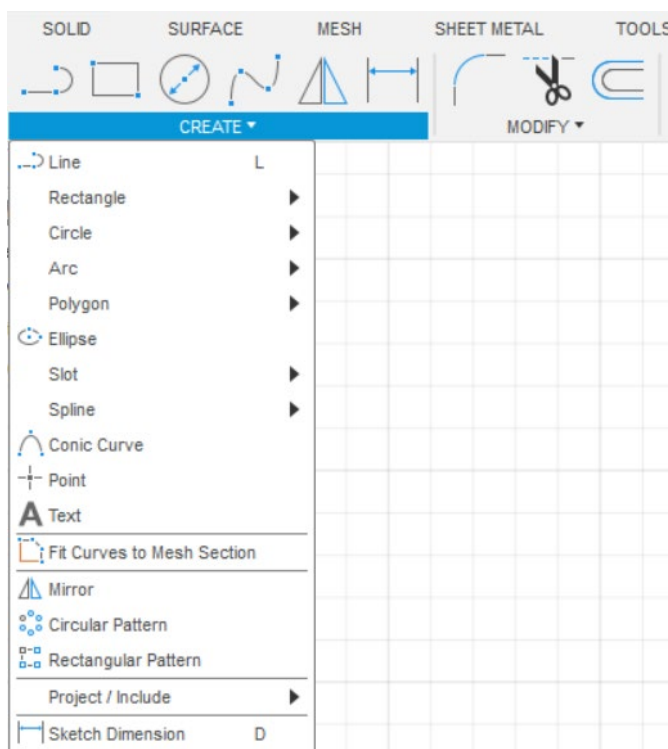 SOLID SURFACE MESH SHEET METAL TOOLS
CREATE MODIFY
Line L
Rectangle
Circle
Arc
Polygon
Ellipse
Slot
Spline
Conic Curve
Point
A Text
Fit Curves to Mesh Section
Mirror
Circular Pattern
Rectangular Pattern
Project / Include
Sketch Dimension D